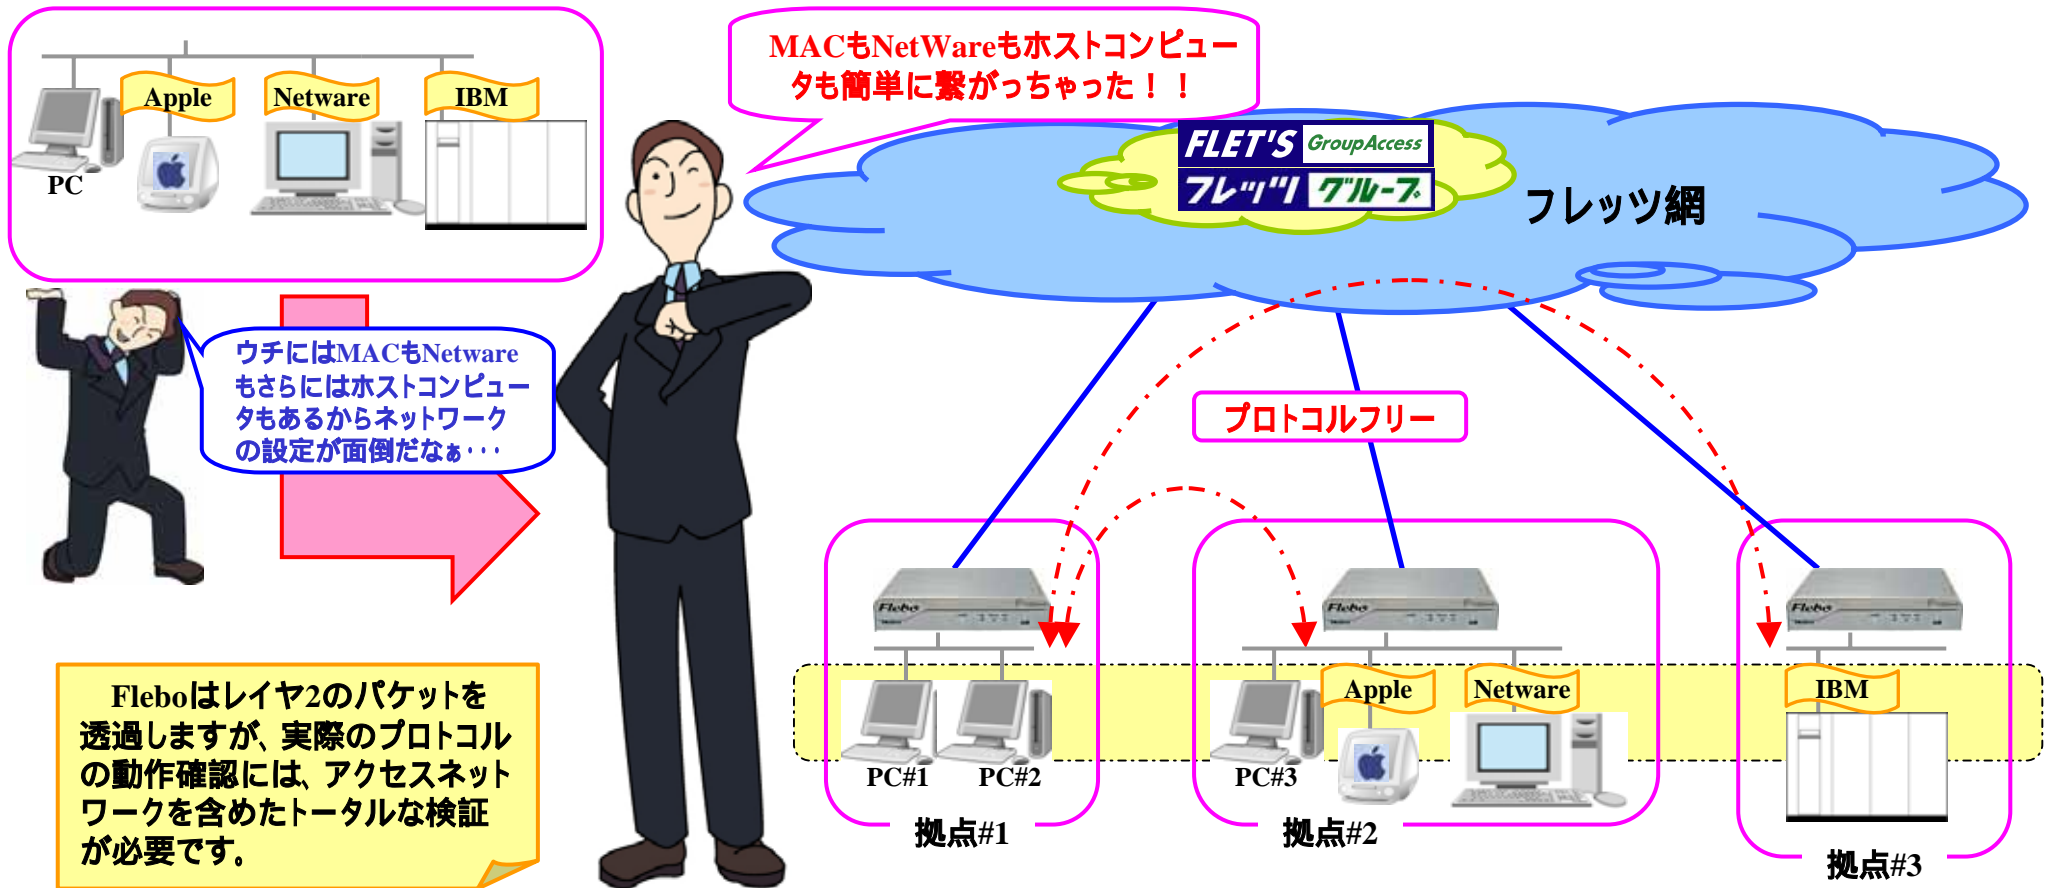 Apple
Netware
IBM
PC
MACもNetWareもホストコンピュー
タも簡単に繋がっちゃった！！
FLET'S GroupAccess
フレッツ グループ
フレッツ網
ウチにはMACもNetware
もさらにはホストコンピュー
タもあるからネットワーク
の設定が面倒だなぁ･･･
プロトコルフリー
Flebo
Flebo
Flebo
Apple
Netware
IBM
PC#1
PC#2
PC#3
拠点#1
拠点#2
拠点#3
Fleboはレイヤ2のパケットを
透過しますが、実際のプロトコル
の動作確認には、アクセスネット
ワークを含めたトータルな検証
が必要です。